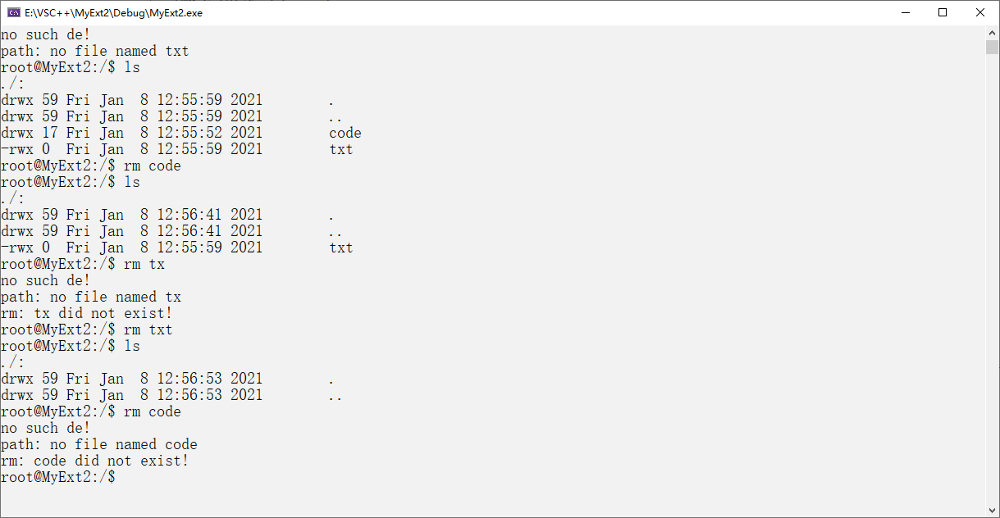 E:\VSC++\MyExt2\Debug\MyExt2.exe
no such de!
path: no file named txt
root@MyExt2:/$ ls
./:
drwx 59 Fri Jan  8 12:55:59 2021        .
drwx 59 Fri Jan  8 12:55:59 2021        ..
drwx 17 Fri Jan  8 12:55:52 2021        code
-rwx 0  Fri Jan  8 12:55:59 2021        txt
root@MyExt2:/$ rm code
root@MyExt2:/$ ls
./:
drwx 59 Fri Jan  8 12:56:41 2021        .
drwx 59 Fri Jan  8 12:56:41 2021        ..
-rwx 0  Fri Jan  8 12:55:59 2021        txt
root@MyExt2:/$ rm tx
no such de!
path: no file named tx
rm: tx did not exist!
root@MyExt2:/$ rm txt
root@MyExt2:/$ ls
./:
drwx 59 Fri Jan  8 12:56:53 2021        .
drwx 59 Fri Jan  8 12:56:53 2021        ..
root@MyExt2:/$ rm code
no such de!
path: no file named code
rm: code did not exist!
root@MyExt2:/$